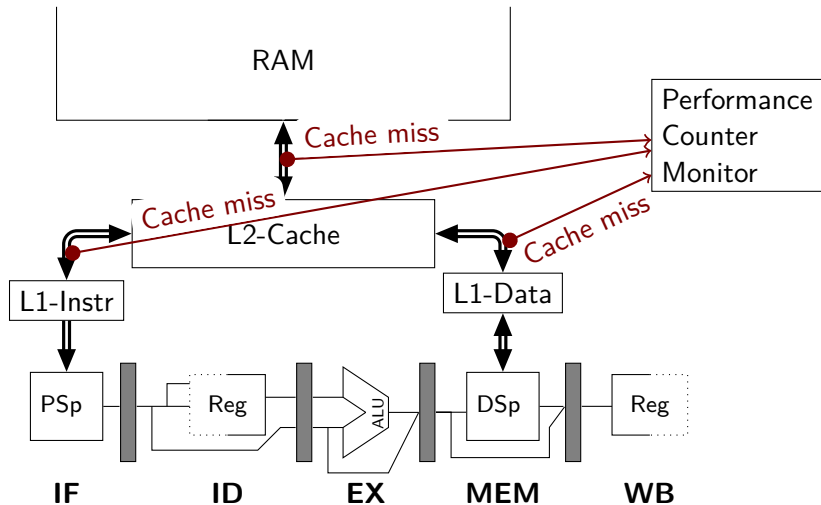 RAM
Performance
Counter
Monitor
Cache miss
Cache miss
Cache miss
L2-Cache
L1-Instr
L1-Data
PSp
Reg
ALU
DSp
Reg
IF
ID
EX
MEM
WB